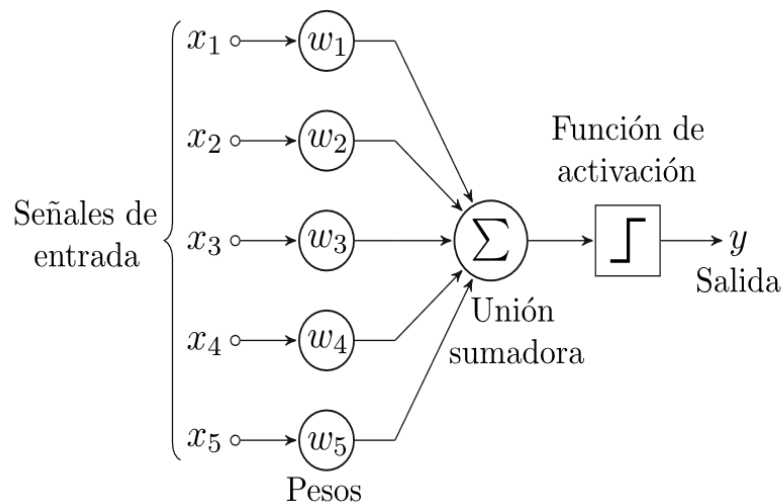 x₁ w₁
x₂ w₂
Función de
activación
Señales de
entrada
x₃ w₃ Σ y
Salida
Unión
sumadora
x₄ w₄
x₅ w₅
Pesos